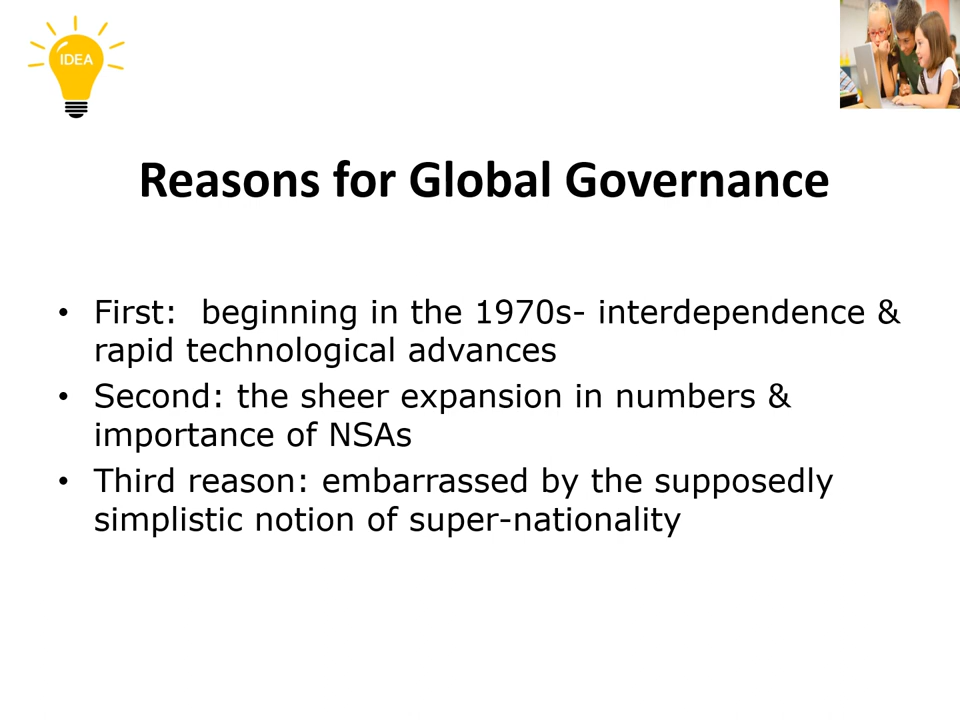 IDEA
Reasons for Global Governance
• First:  beginning in the 1970s- interdependence &
rapid technological advances
• Second: the sheer expansion in numbers &
importance of NSAs
• Third reason: embarrassed by the supposedly
simplistic notion of super-nationality